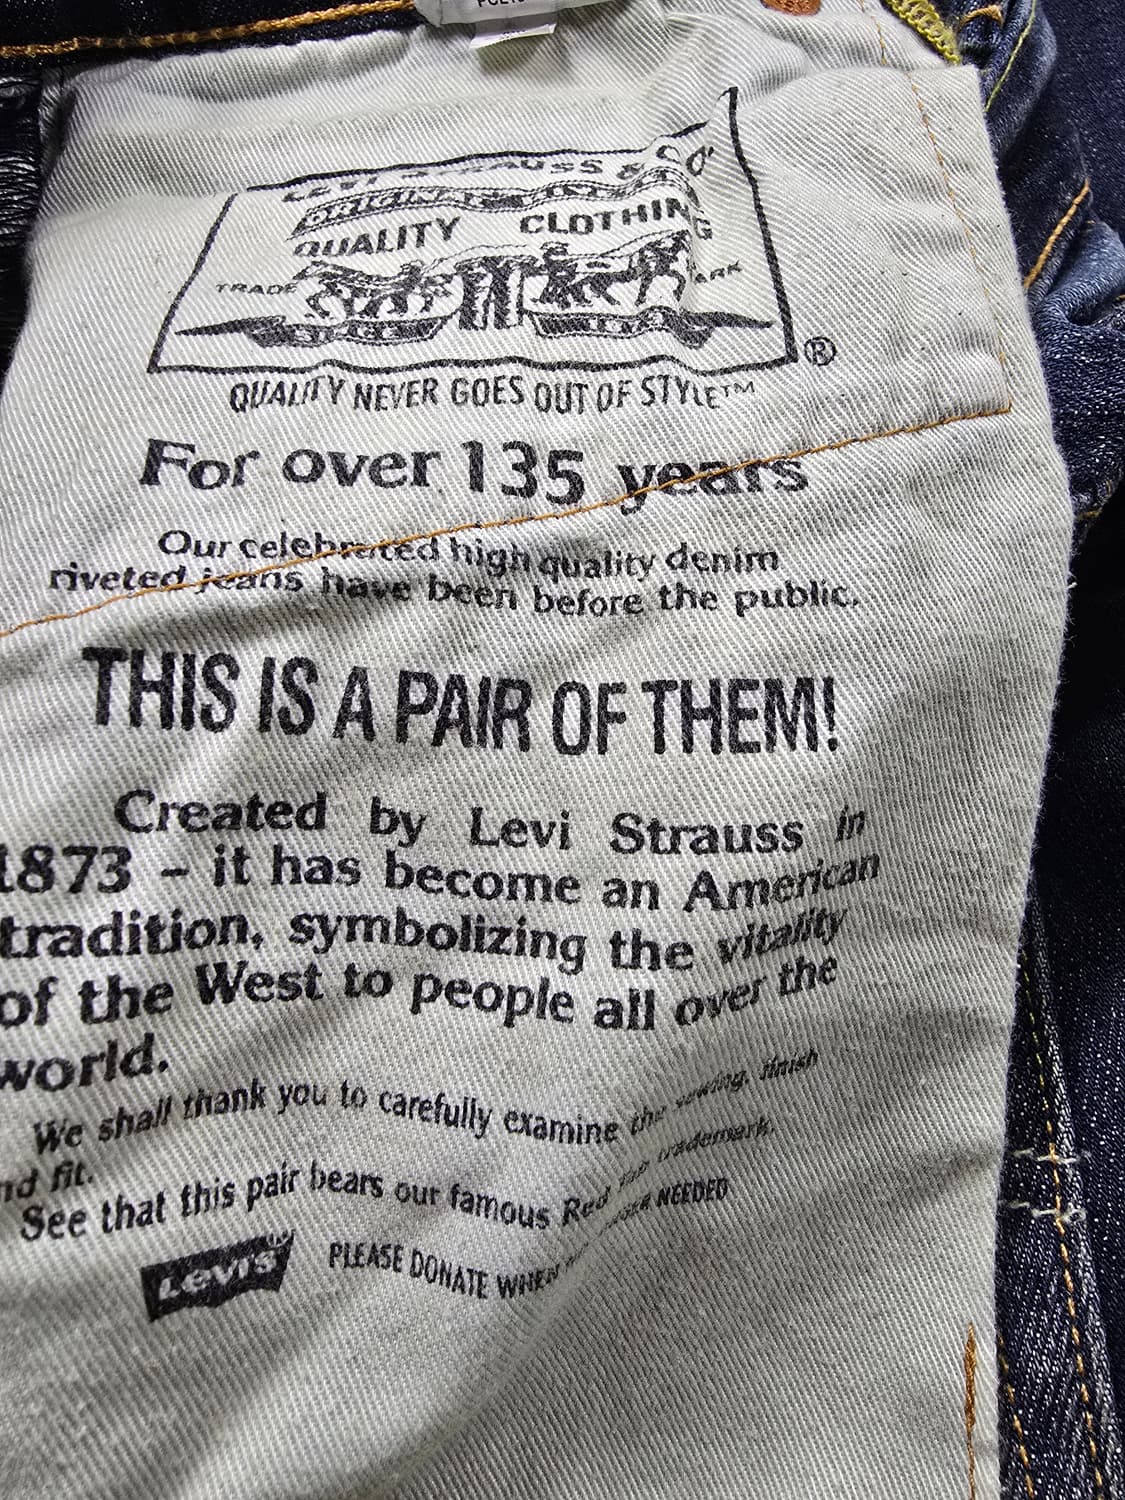 LEVI STRAUSS & CO.
ORIGINAL
QUALITY CLOTHING
TRADE MARK
®
QUALITY NEVER GOES OUT OF STYLE™
For over 135 years
Our celebrated high quality denim
riveted jeans have been before the public.
THIS IS A PAIR OF THEM!
Created by Levi Strauss in
1873 – it has become an American
tradition, symbolizing the vitality
of the West to people all over the
world.
We shall thank you to carefully examine the sewing, finish
nd fit.
See that this pair bears our famous Red Tab trademark.
LEVI'S PLEASE DONATE WHEN NEEDED